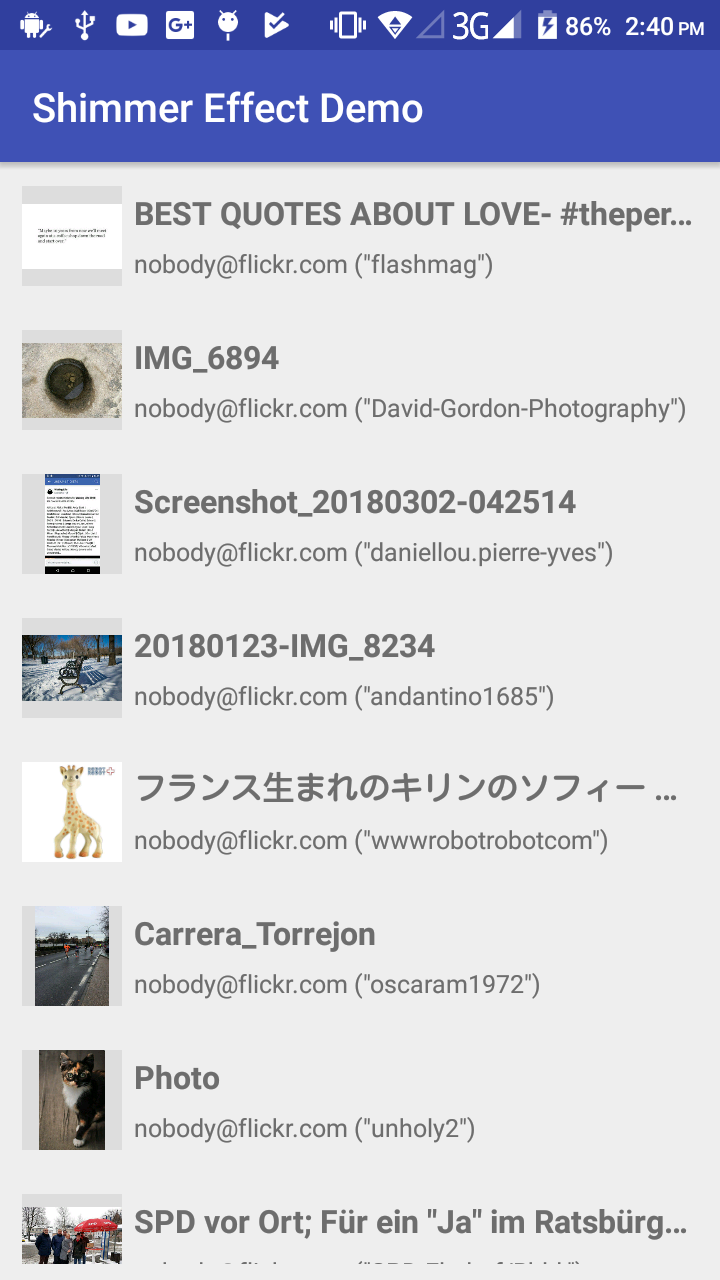 3G 86% 2:40 PM
Shimmer Effect Demo
BEST QUOTES ABOUT LOVE- #theper...
nobody@flickr.com ("flashmag")
IMG_6894
nobody@flickr.com ("David-Gordon-Photography")
Screenshot_20180302-042514
nobody@flickr.com ("daniellou.pierre-yves")
20180123-IMG_8234
nobody@flickr.com ("andantino1685")
フランス生まれのキリンのソフィー ...
nobody@flickr.com ("wwwrobotrobotcom")
Carrera_Torrejon
nobody@flickr.com ("oscaram1972")
Photo
nobody@flickr.com ("unholy2")
SPD vor Ort; Für ein "Ja" im Ratsbürg...